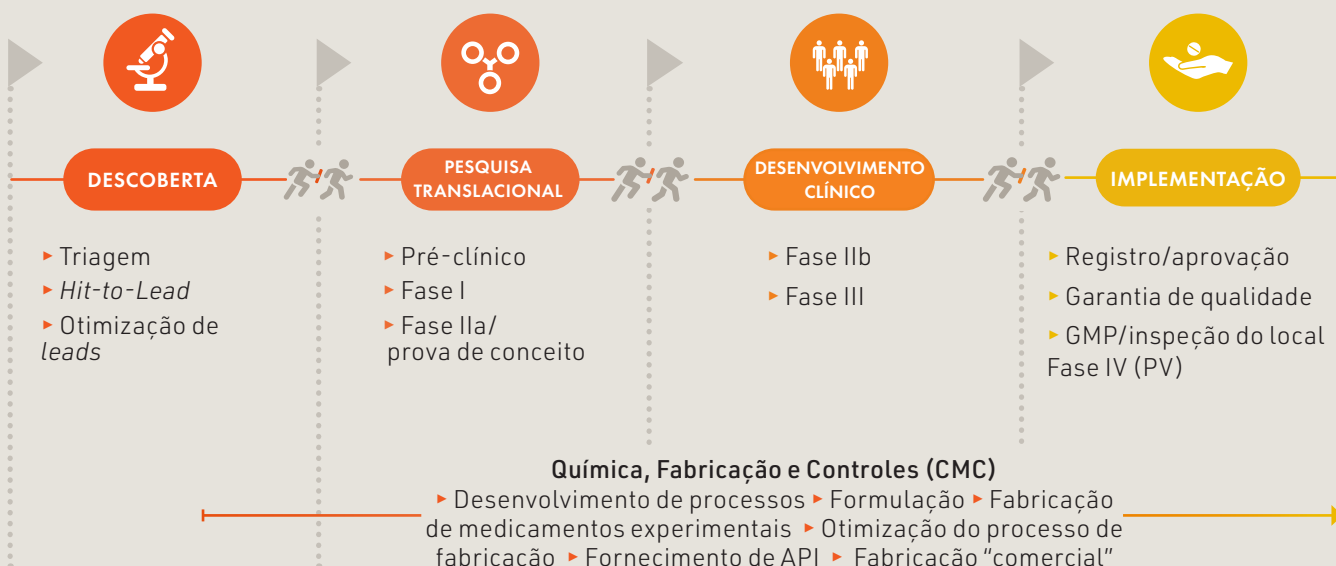 DESCOBERTA
▸ Triagem
▸ Hit-to-Lead
▸ Otimização de
leads
PESQUISA
TRANSLACIONAL
▸ Pré-clínico
▸ Fase I
▸ Fase IIa/
prova de conceito
DESENVOLVIMENTO
CLÍNICO
▸ Fase IIb
▸ Fase III
IMPLEMENTAÇÃO
▸ Registro/aprovação
▸ Garantia de qualidade
▸ GMP/inspeção do local
Fase IV (PV)
Química, Fabricação e Controles (CMC)
▸ Desenvolvimento de processos ▸ Formulação ▸ Fabricação
de medicamentos experimentais ▸ Otimização do processo de
fabricação ▸ Fornecimento de API ▸ Fabricação “comercial”